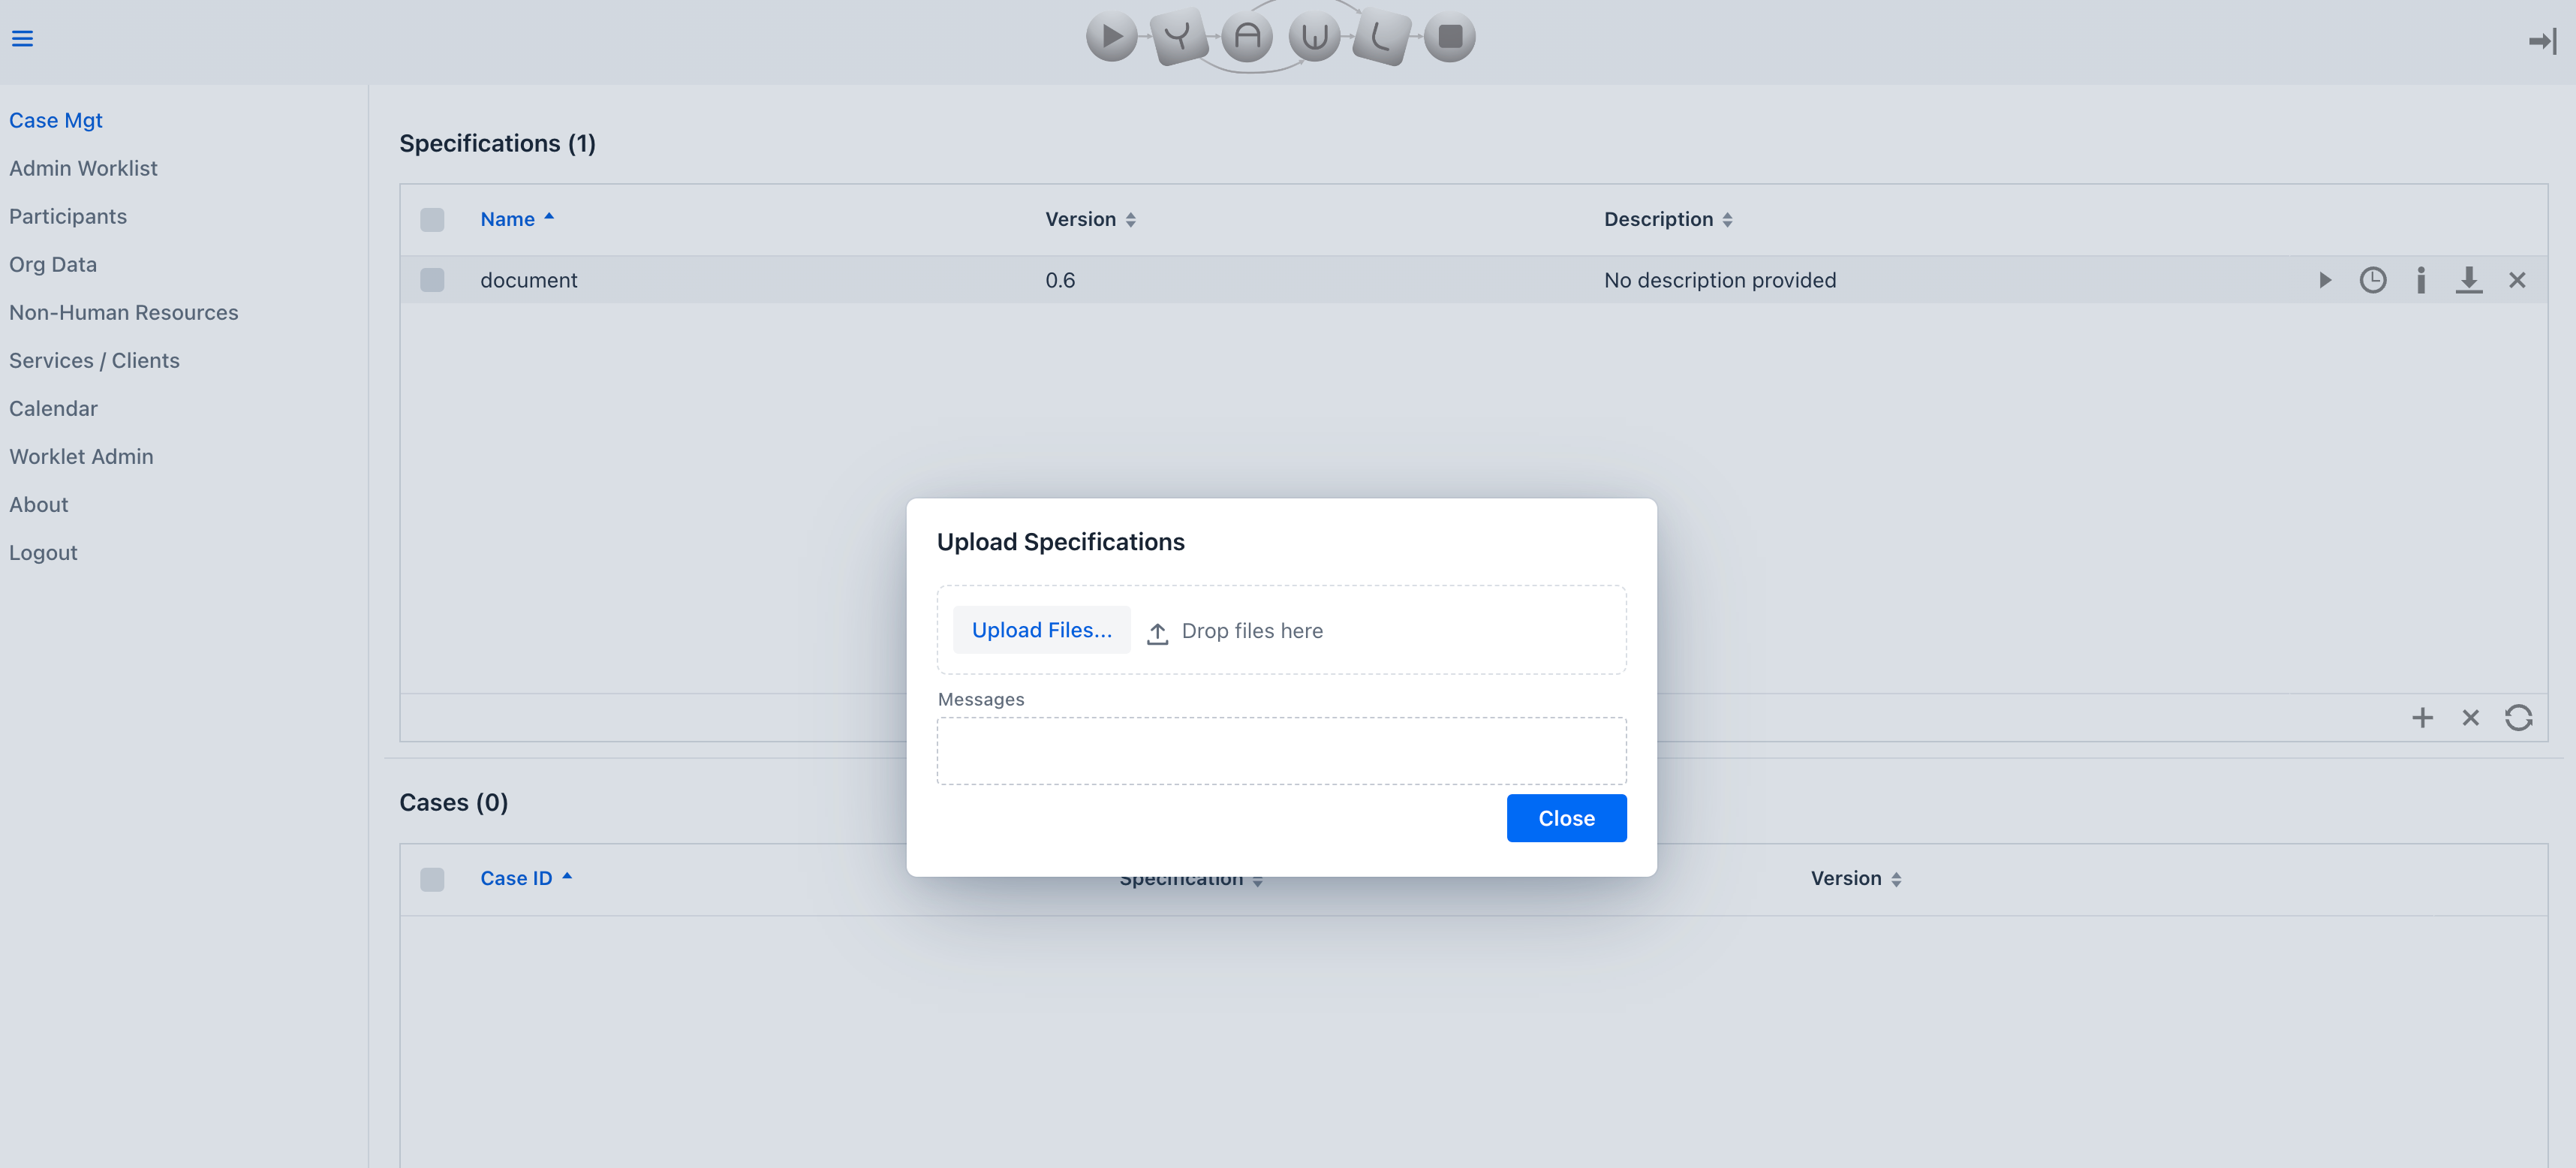 Case Mgt
Admin Worklist
Participants
Org Data
Non-Human Resources
Services / Clients
Calendar
Worklet Admin
About
Logout
Specifications (1)
Name Version Description
document 0.6 No description provided
Upload Specifications
Upload Files... Drop files here
Messages
Close
Cases (0)
Case ID Specification Version